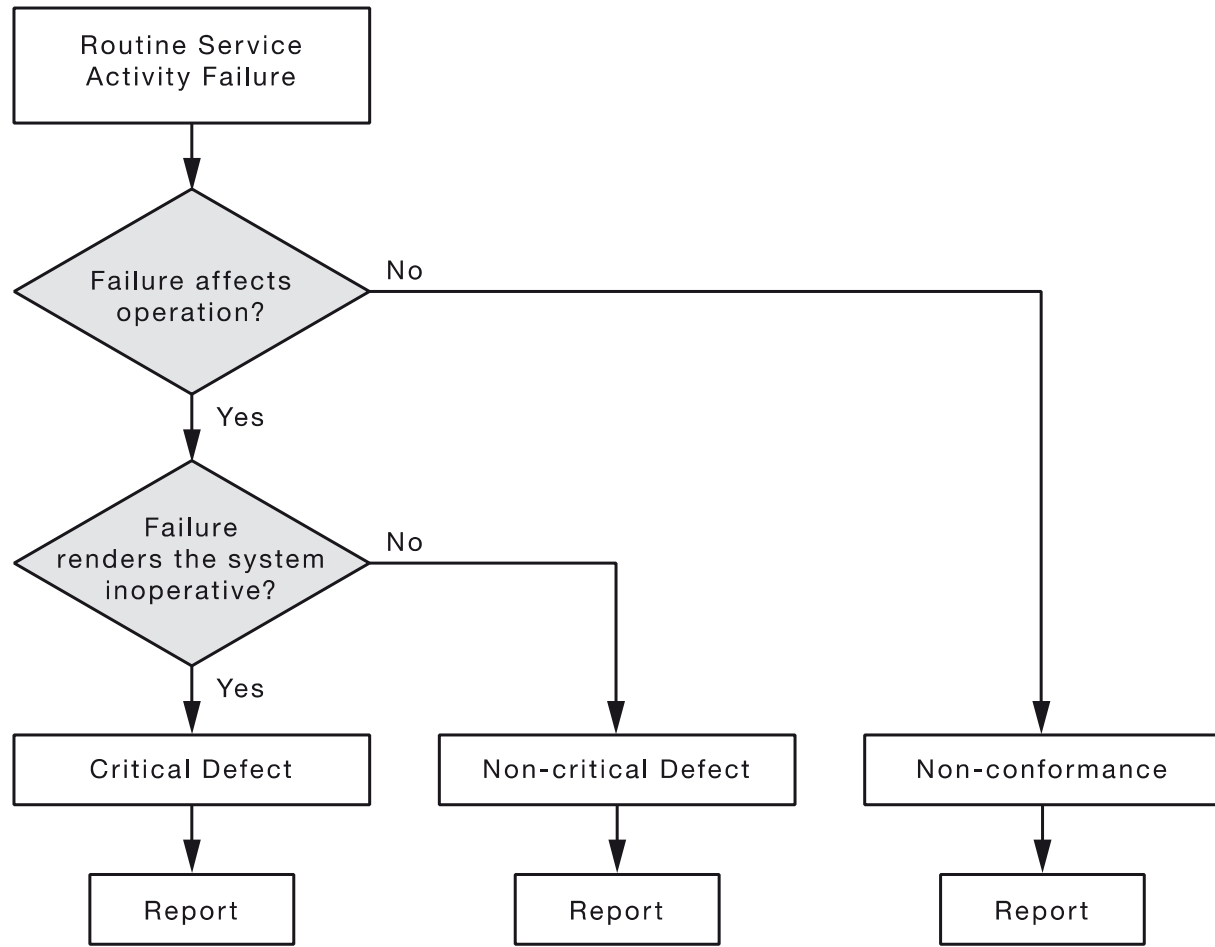 Routine Service
Activity Failure
Failure affects
operation?
No
Yes
Failure
renders the system
inoperative?
No
Yes
Critical Defect
Non-critical Defect
Non-conformance
Report
Report
Report